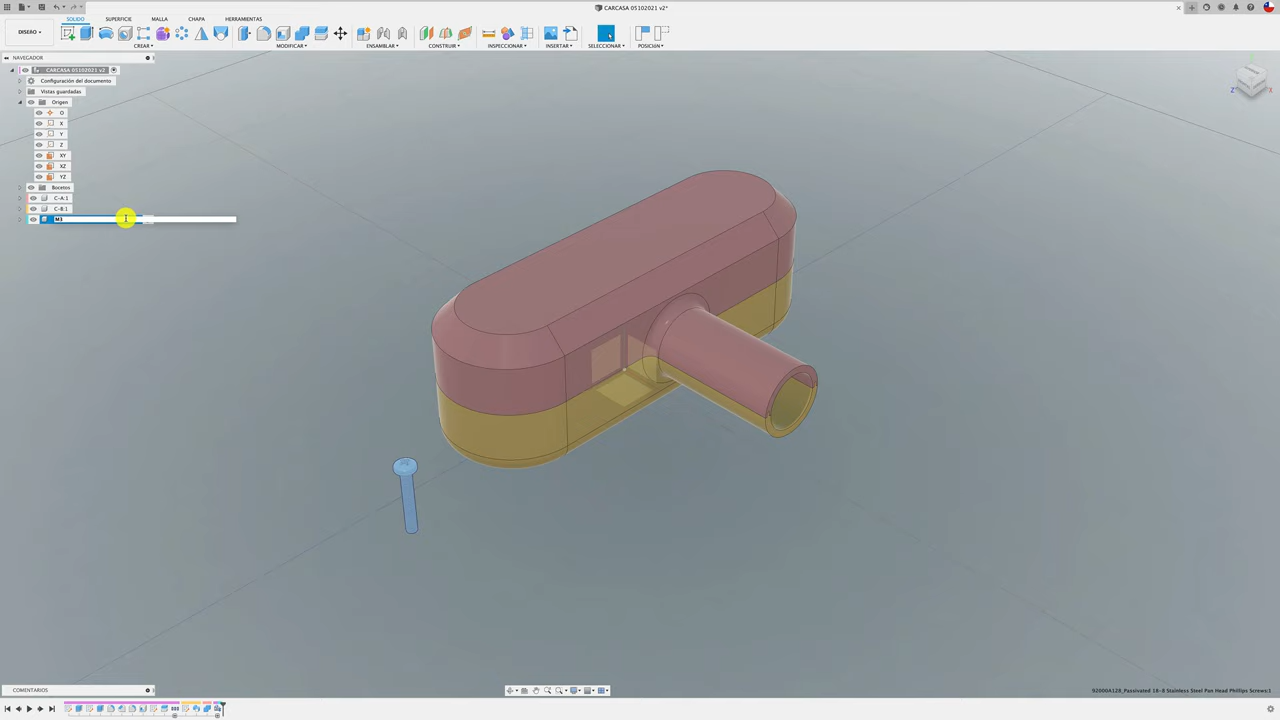 CARCASA 05102021 v2*
SÓLIDO SUPERFICIE MALLA CHAPA HERRAMIENTAS
DISEÑO
CREAR MODIFICAR ENSAMBLAR CONSTRUIR INSPECCIONAR INSERTAR SELECCIONAR POSICIÓN
NAVEGADOR
CARCASA 05102021 v2
Configuración del documento
Vistas guardadas
Origen
O
X
Y
Z
XY
XZ
YZ
Bocetos
C-A:1
C-B:1
M3
Z X
COMENTARIOS
92000A128_Passivated 18-8 Stainless Steel Pan Head Phillips Screws:1